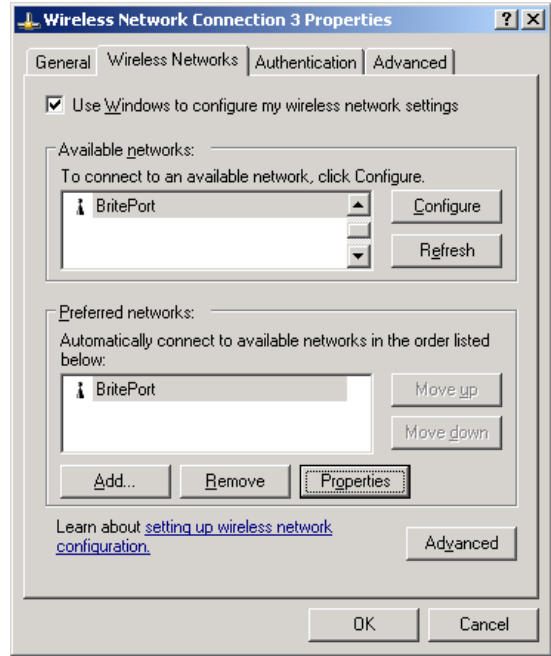 Wireless Network Connection 3 Properties
General Wireless Networks Authentication Advanced
Use Windows to configure my wireless network settings
Available networks:
To connect to an available network, click Configure.
BritePort
Configure
Refresh
Preferred networks:
Automatically connect to available networks in the order listed
below:
BritePort
Move up
Move down
Add... Remove Properties
Learn about setting up wireless network
configuration.
Advanced
OK Cancel